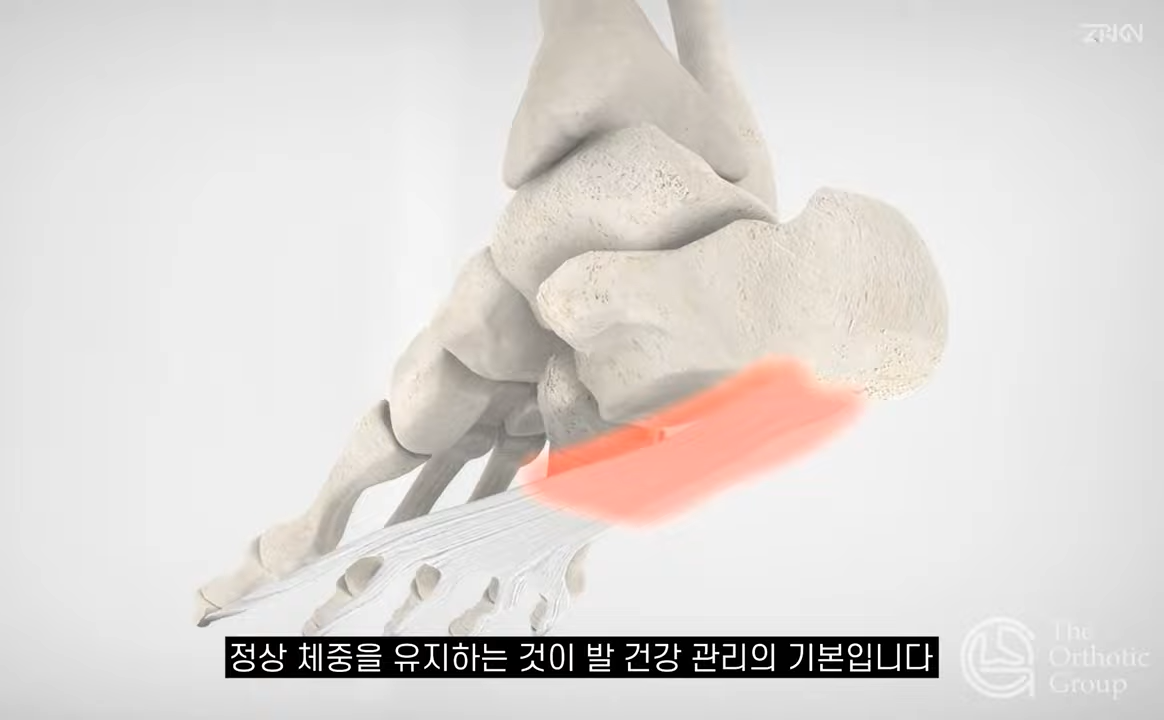 ZRKN
정상 체중을 유지하는 것이 발 건강 관리의 기본입니다
The
Orthotic
Group